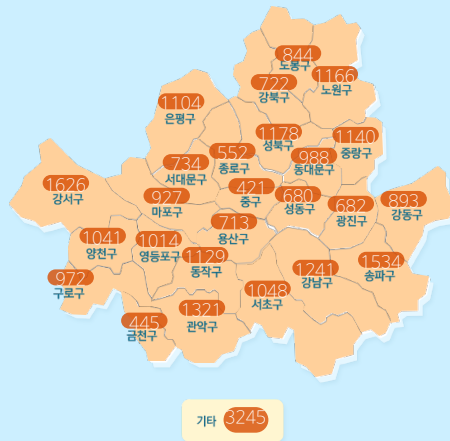 844
노봉구
1166
노원구
722
강북구
1104
은평구
1178
성북구
1140
중랑구
552
종로구
988
동대문구
734
서대문구
1626
강서구
927
마포구
421
중구
680
성동구
682
광진구
893
강동구
713
용산구
1041
양천구
1014
영등포구
1129
동작구
972
구로구
1241
강남구
1534
송파구
1048
서초구
1321
관악구
445
금천구
기타 3245